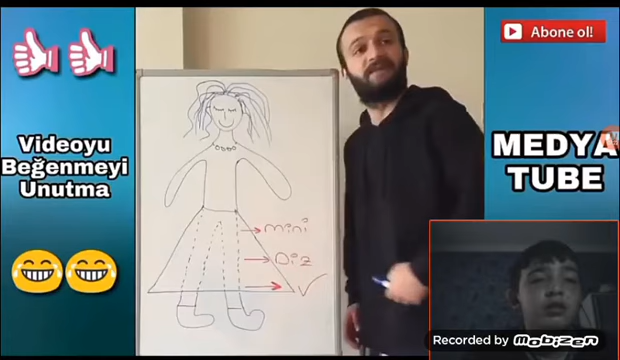 Videoyu
Beğenmeyi
Unutma
mini
Diz
Abone ol!
MEDYA
TUBE
Recorded by Mobizen